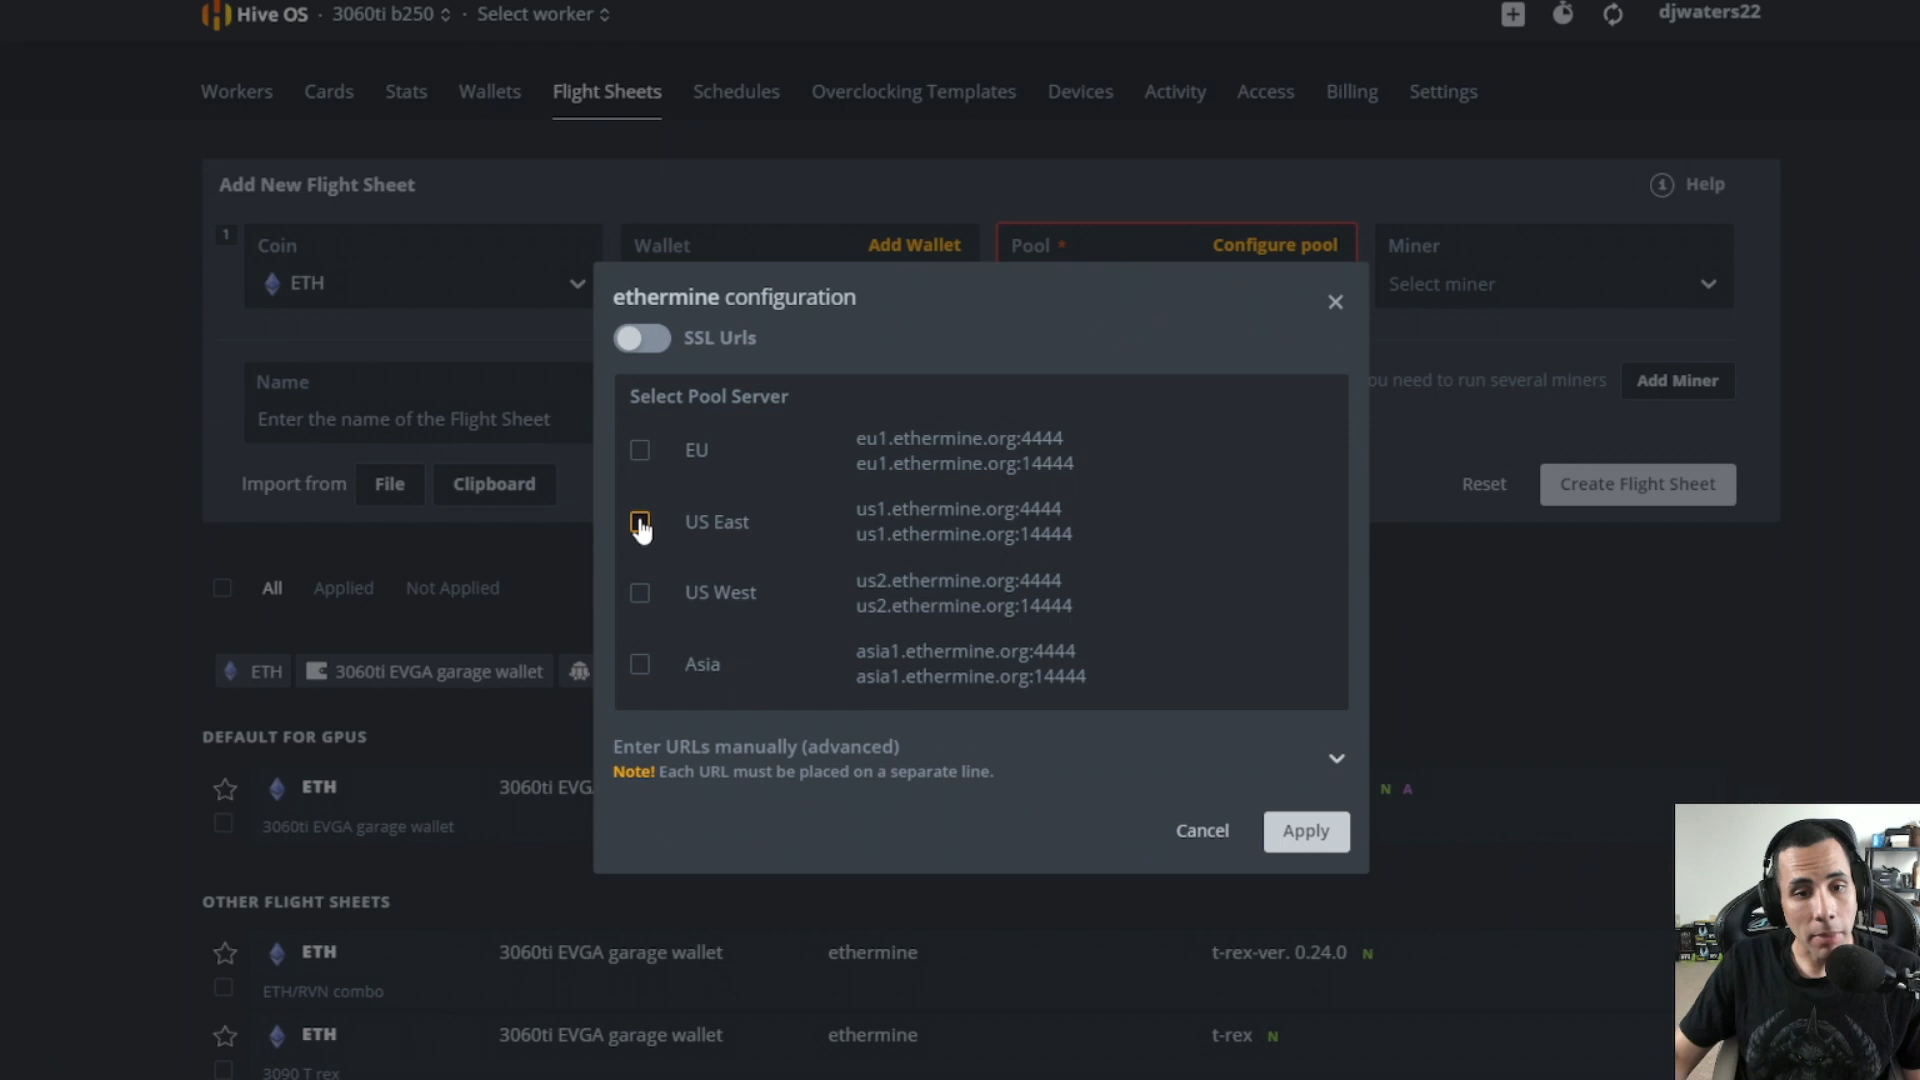 Hive OS · 3060ti b250 · Select worker
djwaters22
Workers Cards Stats Wallets Flight Sheets Schedules Overclocking Templates Devices Activity Access Billing Settings
Add New Flight Sheet
Help
1
Coin
ETH
Wallet Add Wallet
Pool * Configure pool
Miner
Select miner
ethermine configuration
SSL Urls
Name
Enter the name of the Flight Sheet
ou need to run several miners Add Miner
Select Pool Server
EU
eu1.ethermine.org:4444
eu1.ethermine.org:14444
Import from File Clipboard
Reset Create Flight Sheet
US East
us1.ethermine.org:4444
us1.ethermine.org:14444
US West
us2.ethermine.org:4444
us2.ethermine.org:14444
Asia
asia1.ethermine.org:4444
asia1.ethermine.org:14444
All Applied Not Applied
ETH 3060ti EVGA garage wallet
Enter URLs manually (advanced)
Note! Each URL must be placed on a separate line.
Cancel Apply
DEFAULT FOR GPUS
ETH 3060ti EVG N A
3060ti EVGA garage wallet
OTHER FLIGHT SHEETS
ETH 3060ti EVGA garage wallet ethermine t-rex-ver. 0.24.0 N
ETH/RVN combo
ETH 3060ti EVGA garage wallet ethermine t-rex N
3090 T rex